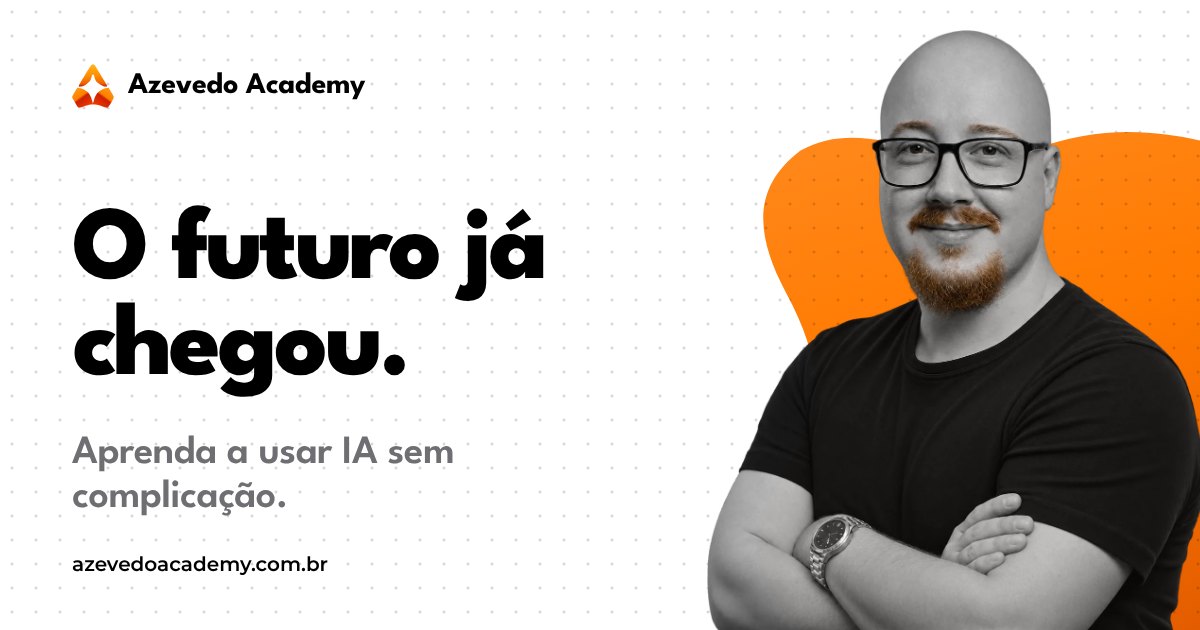 Azevedo Academy
O futuro já
chegou.
Aprenda a usar IA sem
complicação.
azevedoacademy.com.br